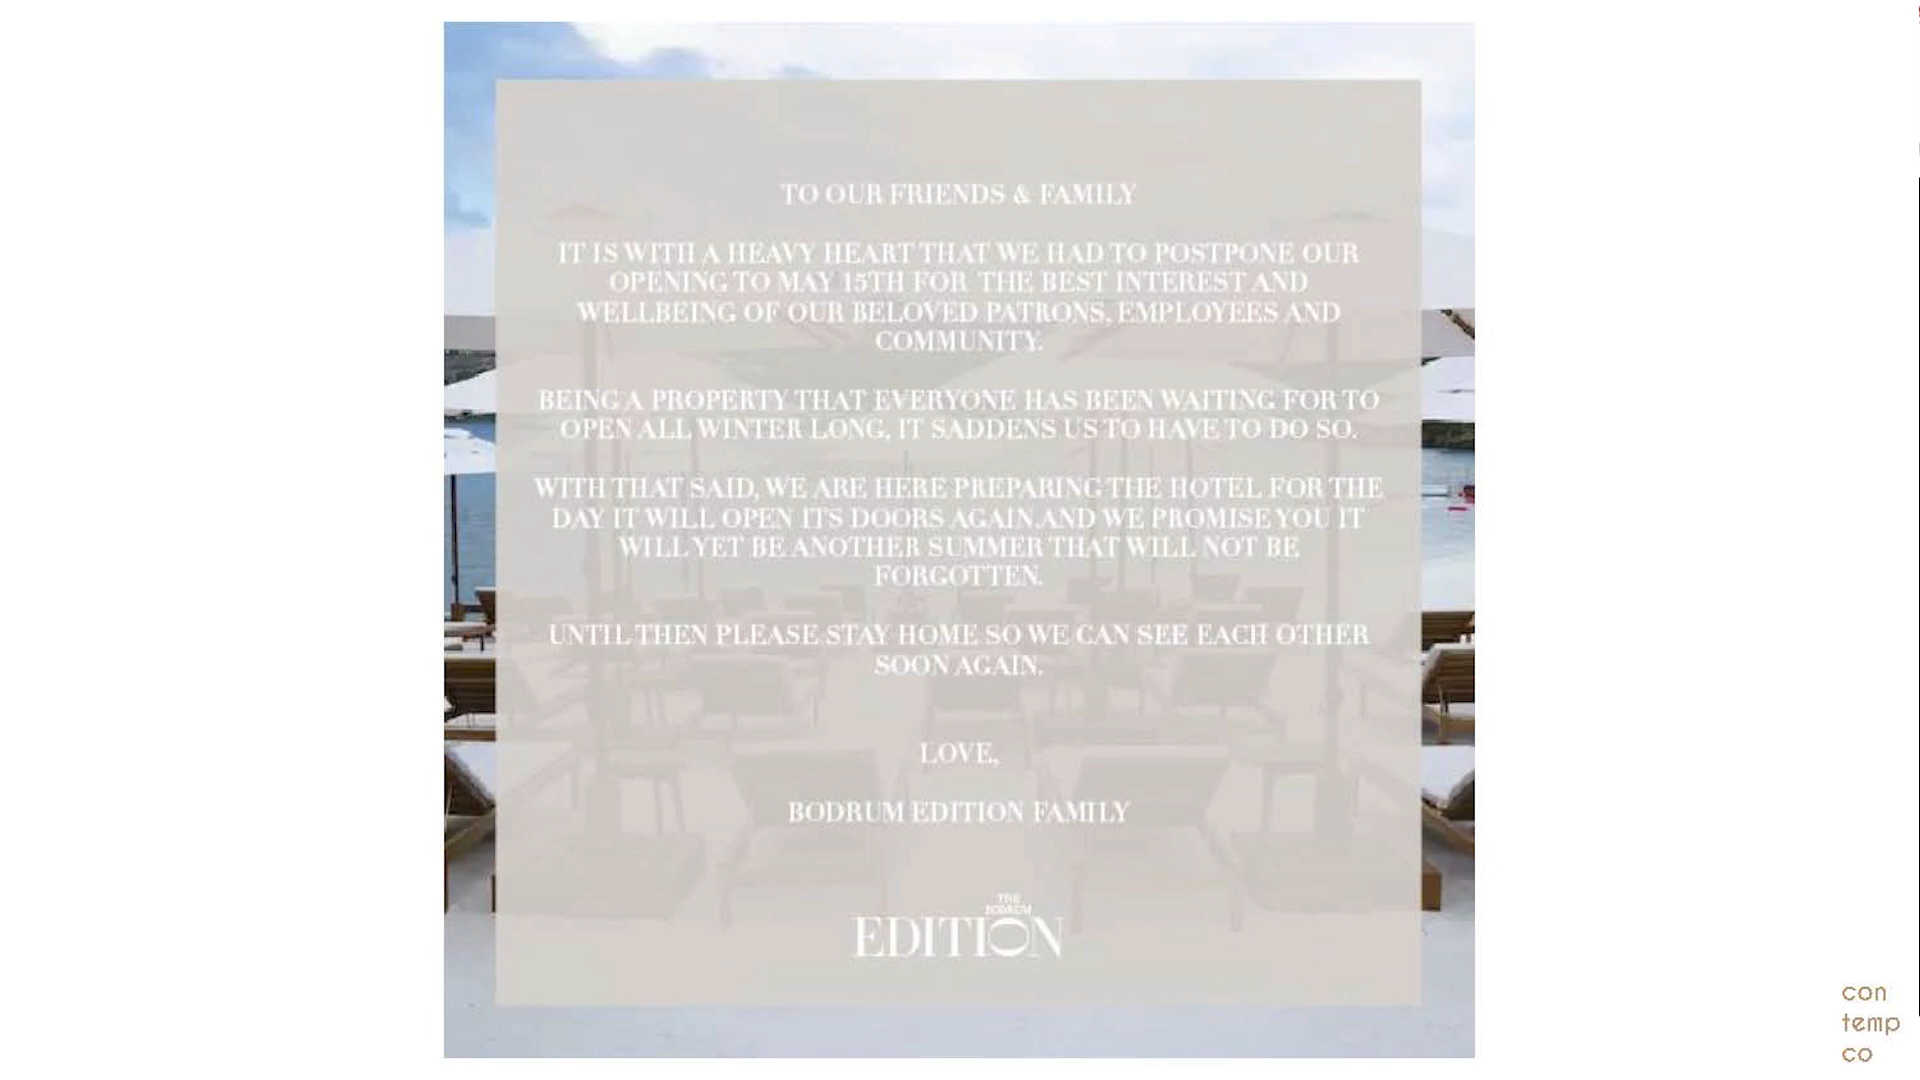 TO OUR FRIENDS & FAMILY
IT IS WITH A HEAVY HEART THAT WE HAD TO POSTPONE OUR
OPENING TO MAY 15TH FOR THE BEST INTEREST AND
WELLBEING OF OUR BELOVED PATRONS, EMPLOYEES AND
COMMUNITY.
BEING A PROPERTY THAT EVERYONE HAS BEEN WAITING FOR TO
OPEN ALL WINTER LONG, IT SADDENS US TO HAVE TO DO SO.
WITH THAT SAID, WE ARE HERE PREPARING THE HOTEL FOR THE
DAY IT WILL OPEN ITS DOORS AGAIN AND WE PROMISE YOU IT
WILL YET BE ANOTHER SUMMER THAT WILL NOT BE
FORGOTTEN.
UNTIL THEN PLEASE STAY HOME SO WE CAN SEE EACH OTHER
SOON AGAIN.
LOVE,
BODRUM EDITION FAMILY
THE
BODRUM
EDITION
con
temp
co